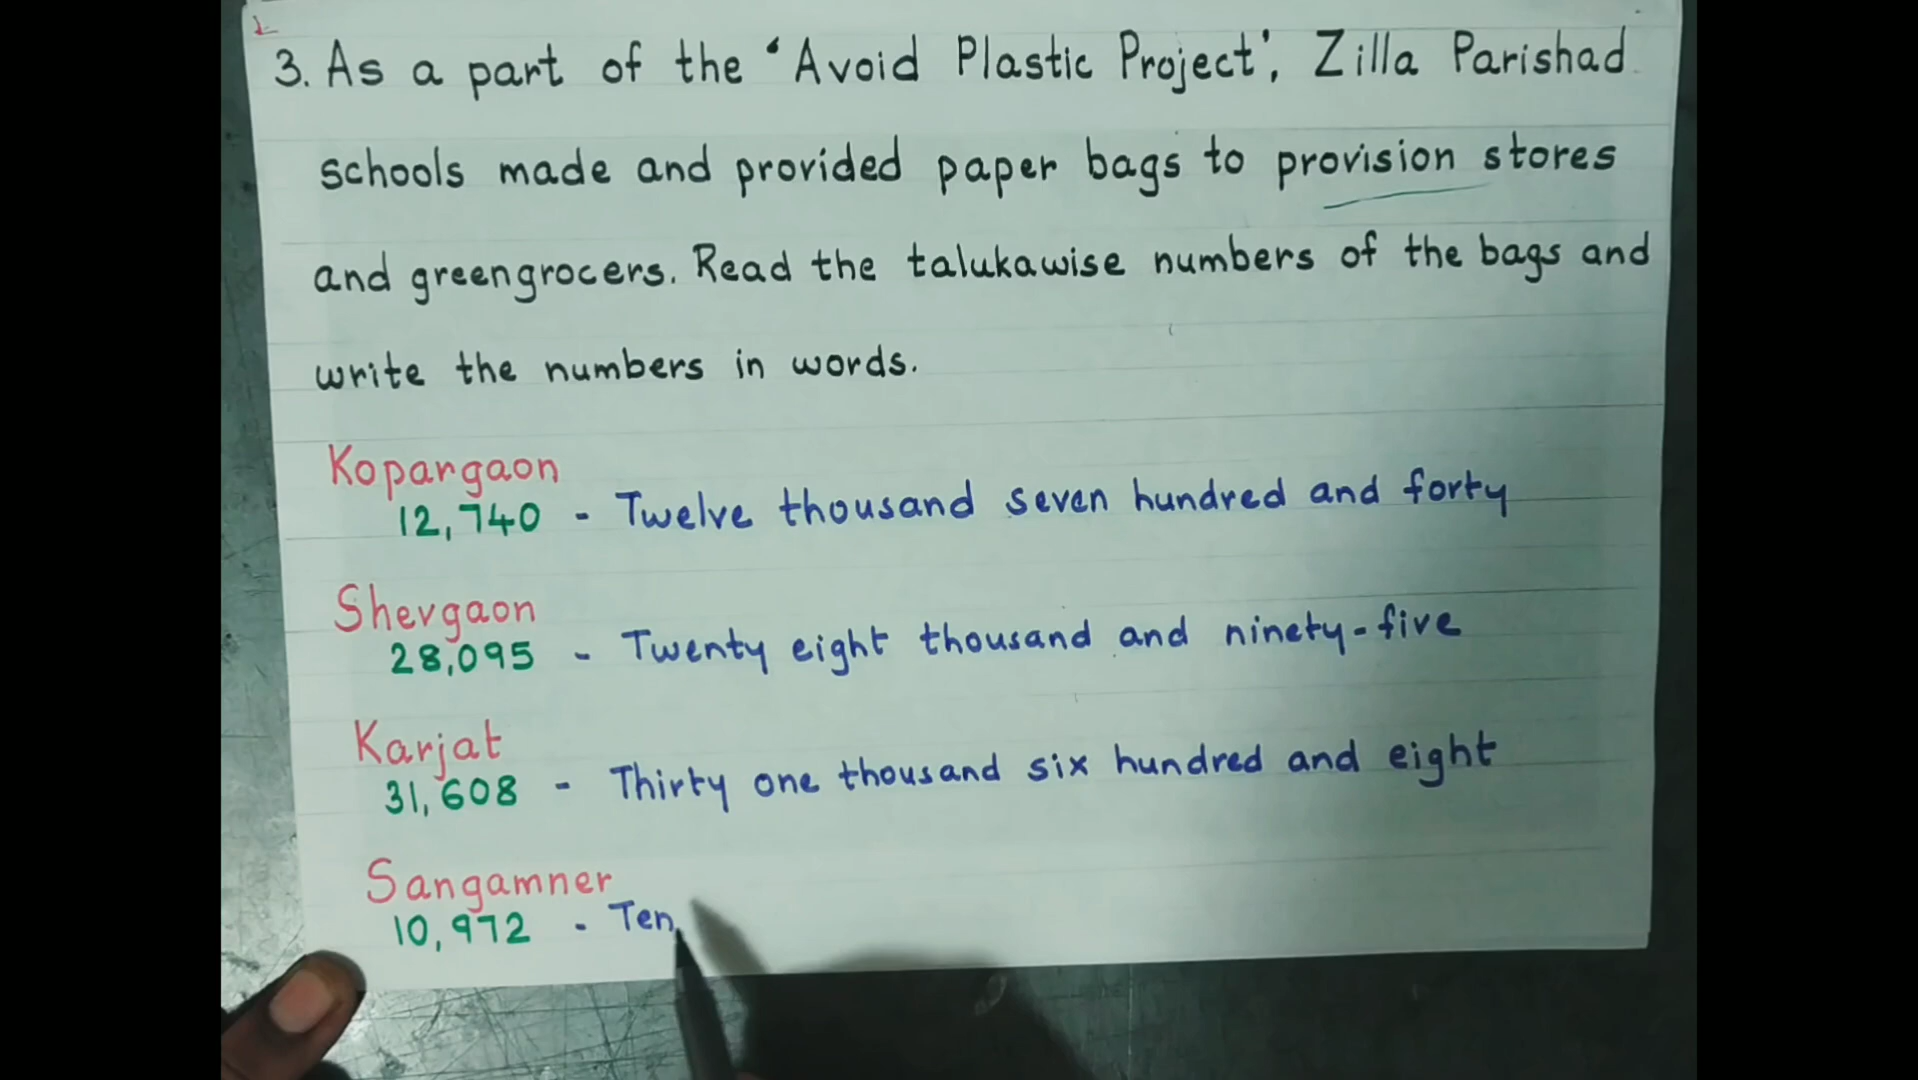 3. As a part of the 'Avoid Plastic Project', Zilla Parishad
schools made and provided paper bags to provision stores
and greengrocers. Read the talukawise numbers of the bags and
write the numbers in words.
Kopargaon
12,740 - Twelve thousand seven hundred and forty
Shevgaon
28,095 - Twenty eight thousand and ninety-five
Karjat
31,608 - Thirty one thousand six hundred and eight
Sangamner
10,972 - Ten